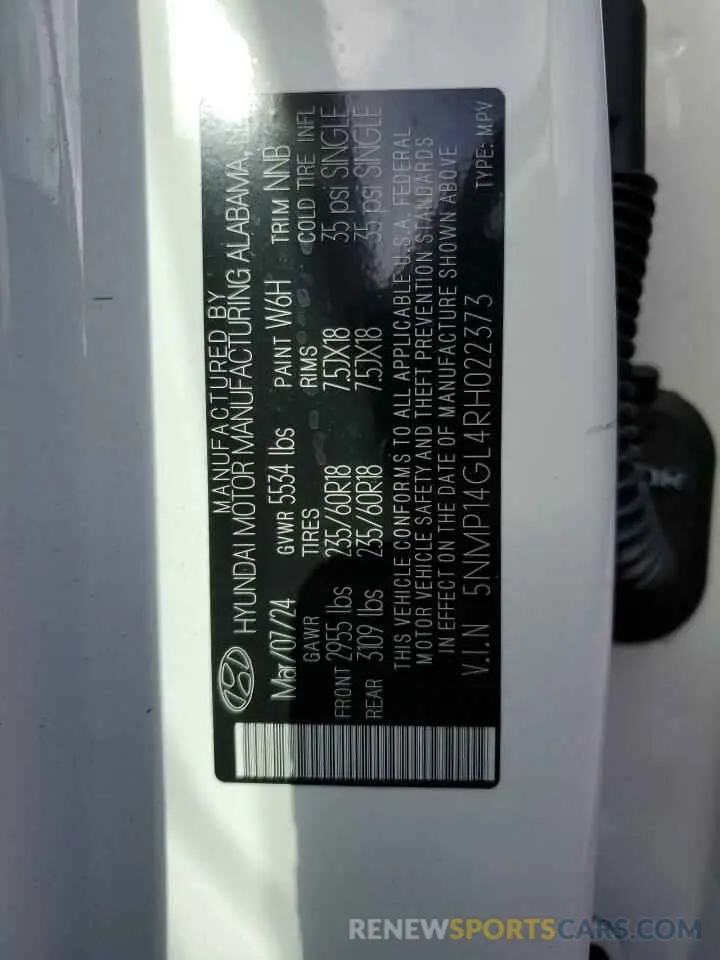 MANUFACTURED BY
HYUNDAI MOTOR MANUFACTURING ALABAMA,
Mar/07/24 GVWR 5534 lbs PAINT W6H TRIM NNB
GAWR TIRES RIMS COLD TIRE INFL
FRONT 2955 lbs 235/60R18 7.5JX18 35 psi SINGLE
REAR 3109 lbs 235/60R18 7.5JX18 35 psi SINGLE
THIS VEHICLE CONFORMS TO ALL APPLICABLE U.S.A. FEDERAL
MOTOR VEHICLE SAFETY AND THEFT PREVENTION STANDARDS
IN EFFECT ON THE DATE OF MANUFACTURE SHOWN ABOVE
V.I.N 5NMP14GL4RH022373 TYPE: MPV
RENEWSPORTSCARS.COM